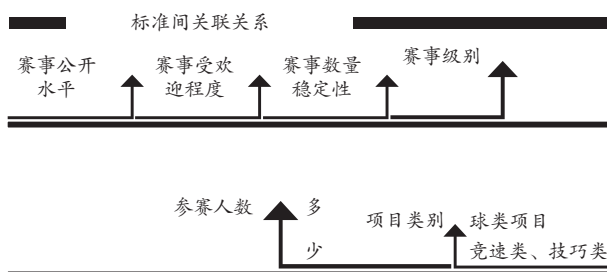 标准间关联关系
赛事公开
水平
赛事受欢
迎程度
赛事数量
稳定性
赛事级别
参赛人数
多
少
项目类别
球类项目
竞速类、技巧类